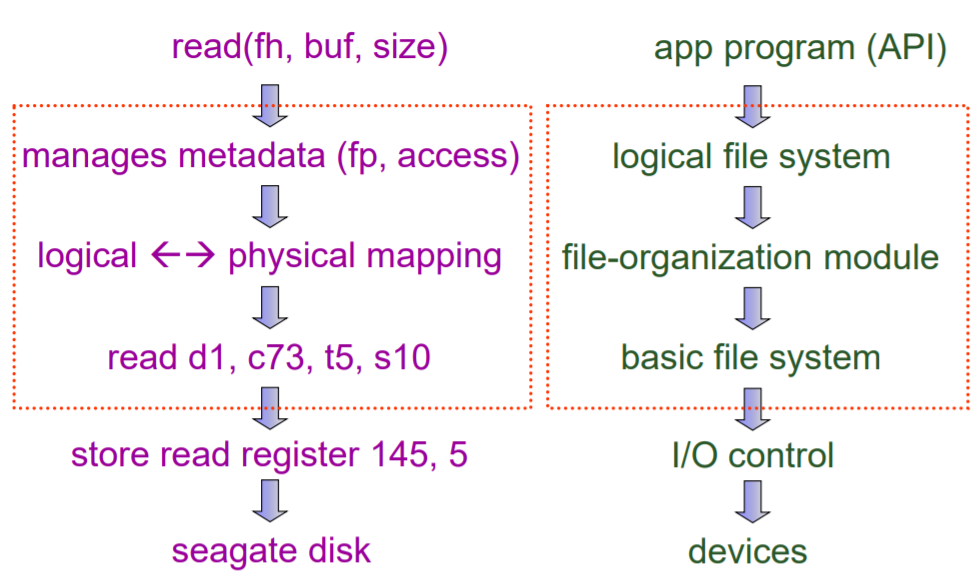 read(fh, buf, size)
app program (API)
manages metadata (fp, access)
logical file system
logical ←→ physical mapping
file-organization module
read d1, c73, t5, s10
basic file system
store read register 145, 5
I/O control
seagate disk
devices